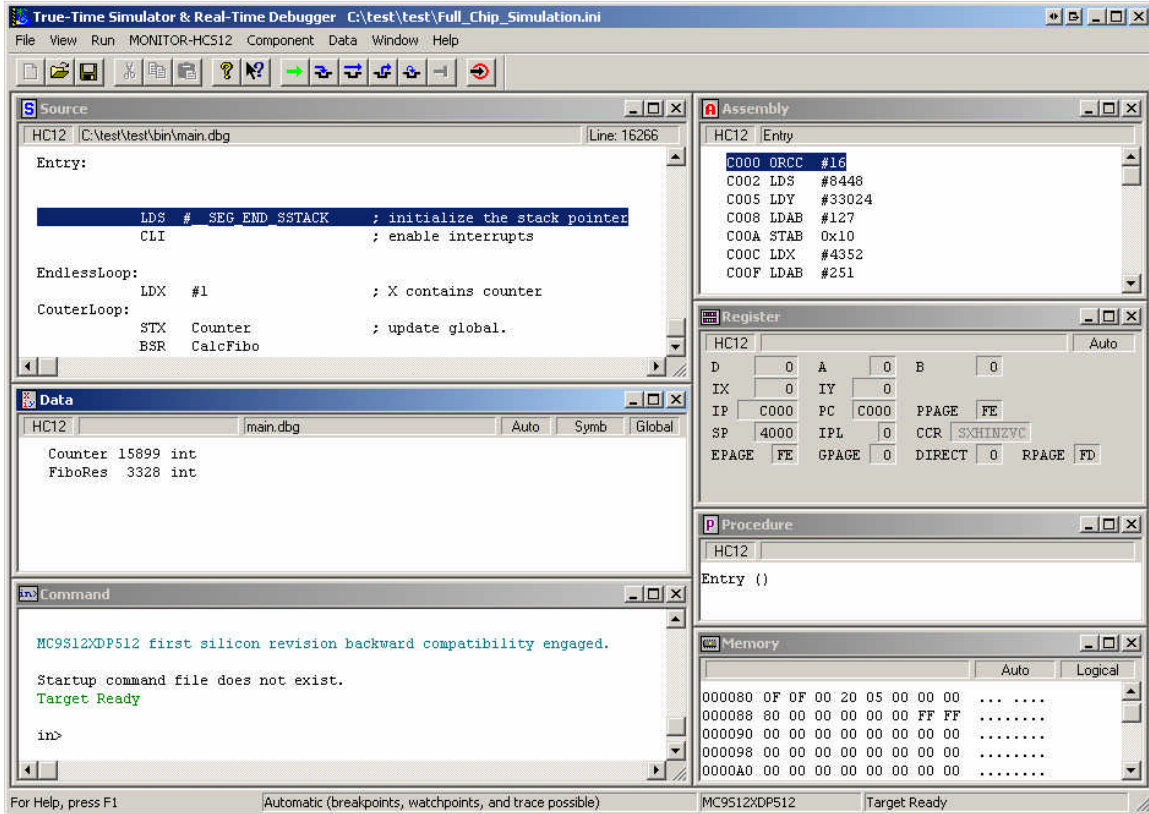 True-Time Simulator & Real-Time Debugger C:\test\test\Full_Chip_Simulation.ini
File View Run MONITOR-HCS12 Component Data Window Help
Source
HC12 C:\test\test\bin\main.dbg Line: 16266
Entry:
LDS #__SEG_END_SSTACK ; initialize the stack pointer
CLI ; enable interrupts
EndlessLoop:
LDX #1 ; X contains counter
CouterLoop:
STX Counter ; update global.
BSR CalcFibo
Data
HC12 main.dbg Auto Symb Global
Counter 15899 int
FiboRes 3328 int
Command
MC9S12XDP512 first silicon revision backward compatibility engaged.
Startup command file does not exist.
Target Ready
in>
Assembly
HC12 Entry
C000 ORCC #16
C002 LDS #8448
C005 LDY #33024
C008 LDAB #127
C00A STAB 0x10
C00C LDX #4352
C00F LDAB #251
Register
HC12 Auto
D 0 A 0 B 0
IX 0 IY 0
IP C000 PC C000 PPAGE FE
SP 4000 IPL 0 CCR SXHINZVC
EPAGE FE GPAGE 0 DIRECT 0 RPAGE FD
Procedure
HC12
Entry ()
Memory
Auto Logical
000080 0F 0F 00 20 05 00 00 00 ... ....
000088 80 00 00 00 00 00 FF FF ........
000090 00 00 00 00 00 00 00 00 ........
000098 00 00 00 00 00 00 00 00 ........
0000A0 00 00 00 00 00 00 00 00 ........
For Help, press F1 Automatic (breakpoints, watchpoints, and trace possible) MC9S12XDP512 Target Ready